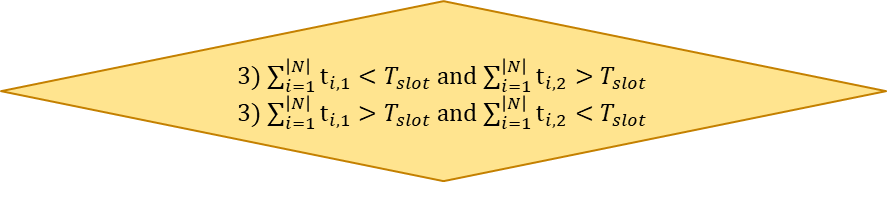 3) ∑_{i=1}^{|N|} t_{i,1} < T_{slot} and ∑_{i=1}^{|N|} t_{i,2} > T_{slot}
3) ∑_{i=1}^{|N|} t_{i,1} > T_{slot} and ∑_{i=1}^{|N|} t_{i,2} < T_{slot}